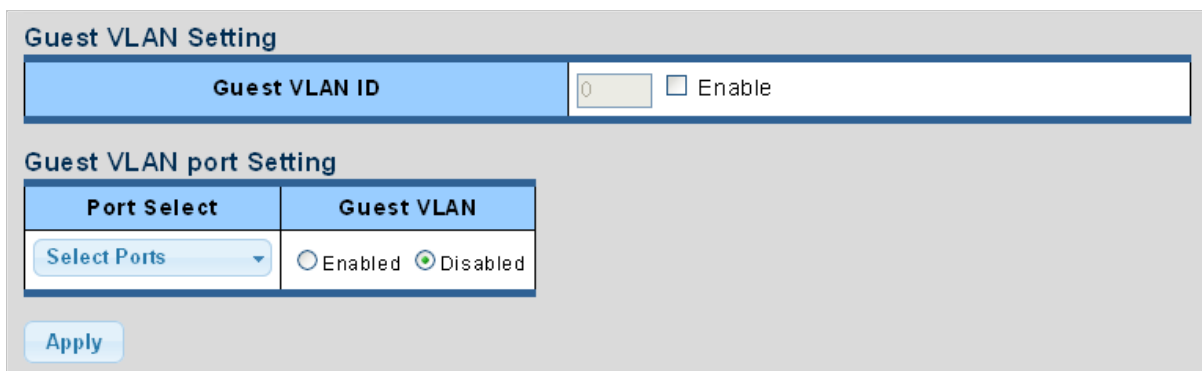 Guest VLAN Setting
Guest VLAN ID 0 Enable
Guest VLAN port Setting
Port Select Guest VLAN
Select Ports Enabled Disabled
Apply